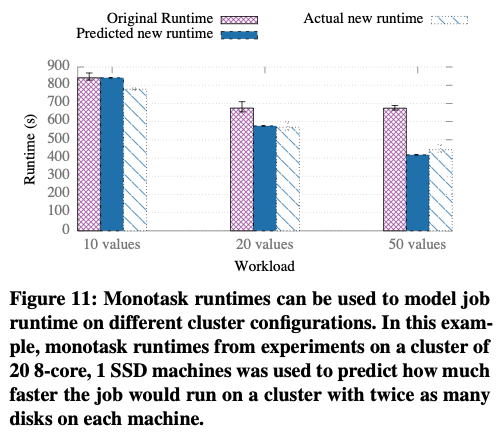 Original Runtime
Predicted new runtime
Actual new runtime
900
800
700
600
500
400
300
200
100
0
Runtime (s)
10 values
20 values
50 values
Workload
Figure 11: Monotask runtimes can be used to model job
runtime on different cluster configurations. In this exam-
ple, monotask runtimes from experiments on a cluster of
20 8-core, 1 SSD machines was used to predict how much
faster the job would run on a cluster with twice as many
disks on each machine.